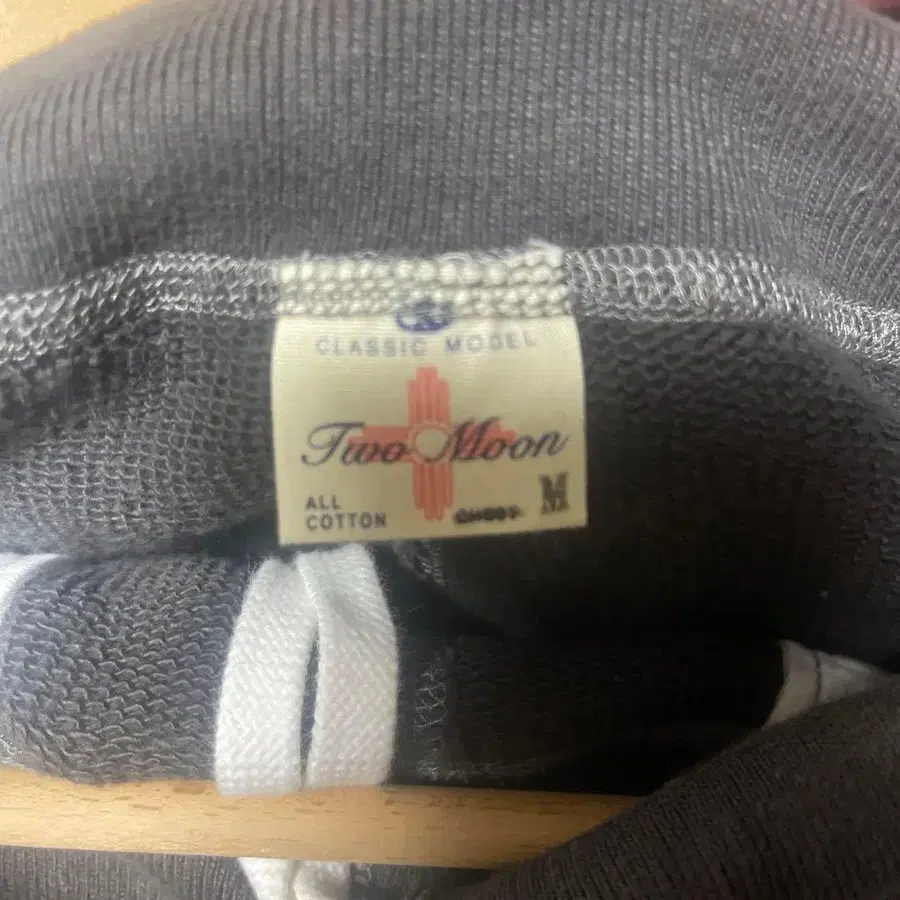 CLASSIC MODEL
Two Moon
ALL
COTTON
M